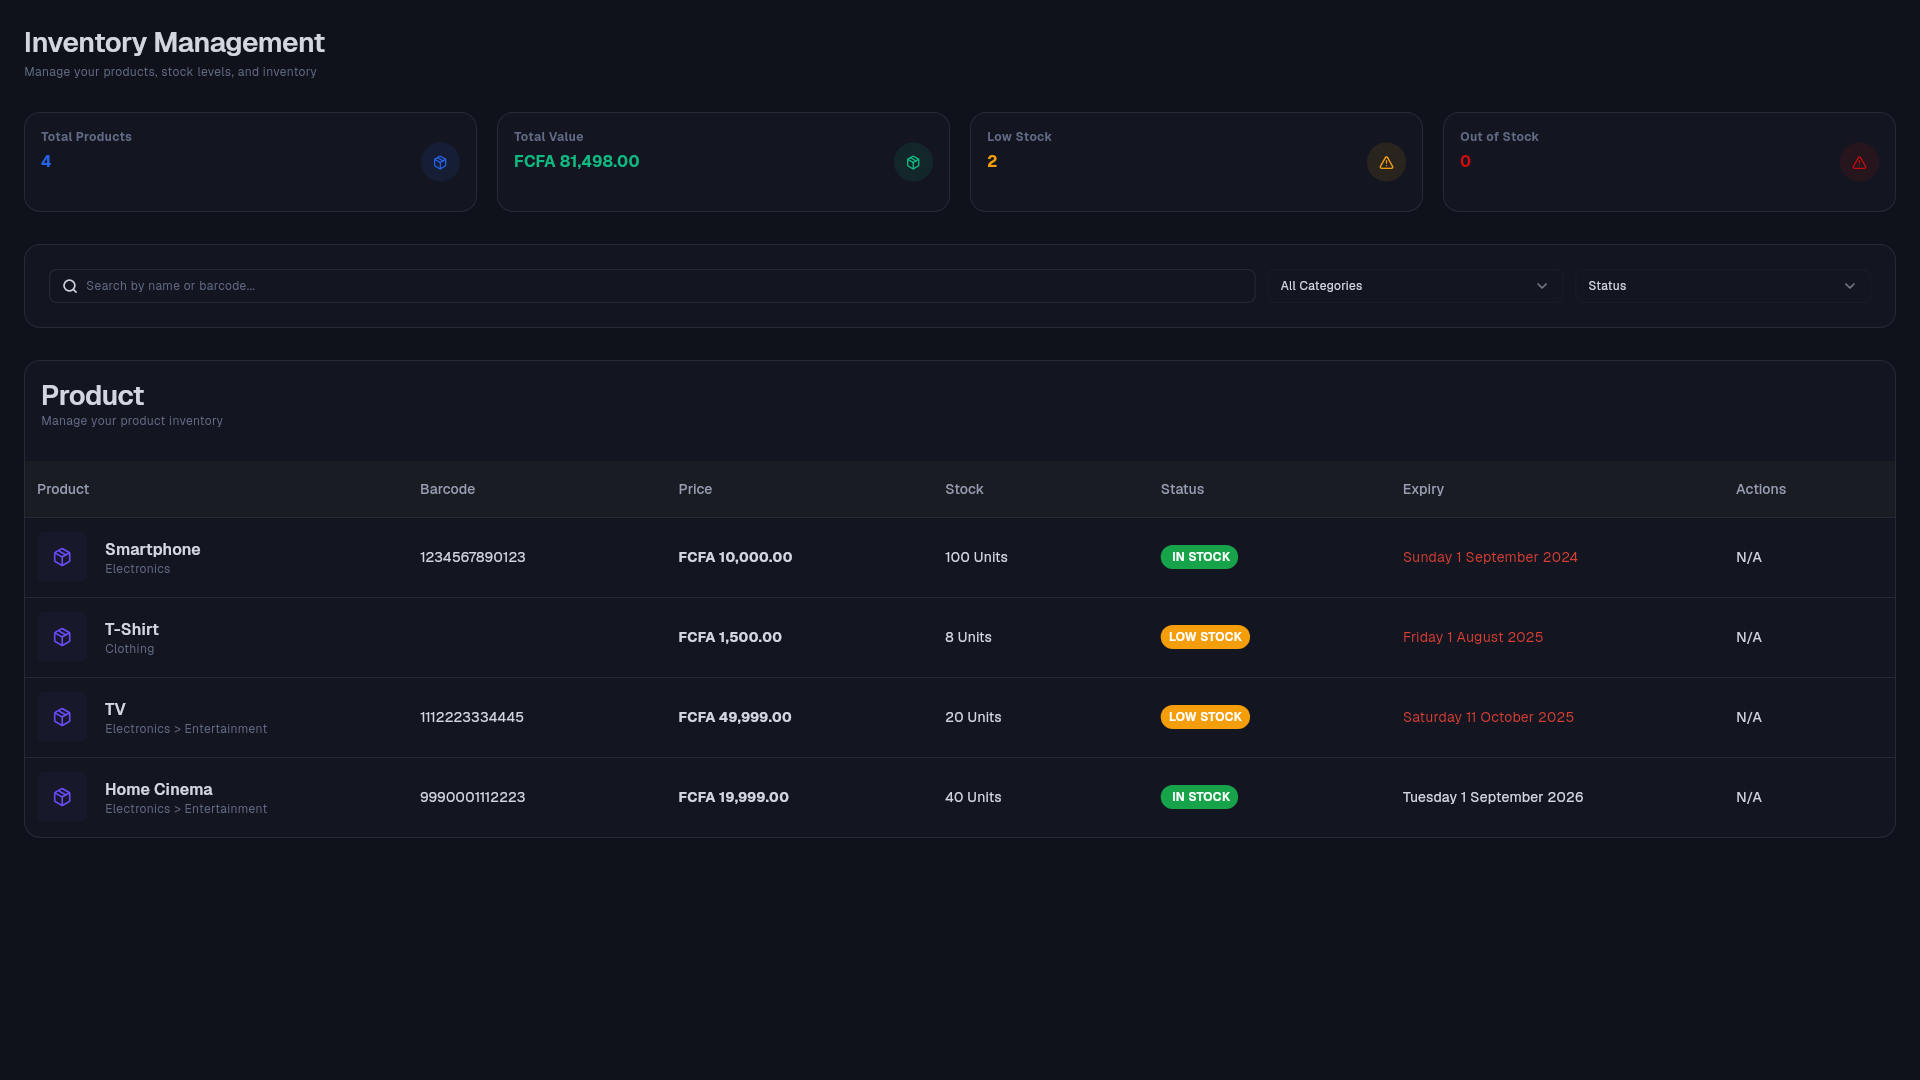 Inventory Management
Manage your products, stock levels, and inventory
Total Products
4
Total Value
FCFA 81,498.00
Low Stock
2
Out of Stock
0
Search by name or barcode...
All Categories
Status
Product
Manage your product inventory
Product Barcode Price Stock Status Expiry Actions
Smartphone
Electronics
1234567890123 FCFA 10,000.00 100 Units IN STOCK Sunday 1 September 2024 N/A
T-Shirt
Clothing
FCFA 1,500.00 8 Units LOW STOCK Friday 1 August 2025 N/A
TV
Electronics > Entertainment
1112223334445 FCFA 49,999.00 20 Units LOW STOCK Saturday 11 October 2025 N/A
Home Cinema
Electronics > Entertainment
9990001112223 FCFA 19,999.00 40 Units IN STOCK Tuesday 1 September 2026 N/A